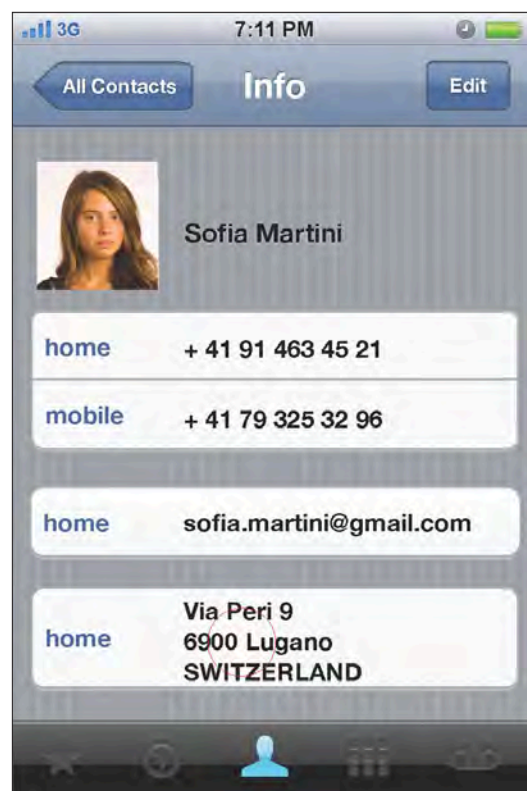 3G 7:11 PM
All Contacts Info Edit
Sofia Martini
home + 41 91 463 45 21
mobile + 41 79 325 32 96
home sofia.martini@gmail.com
home Via Peri 9
6900 Lugano
SWITZERLAND